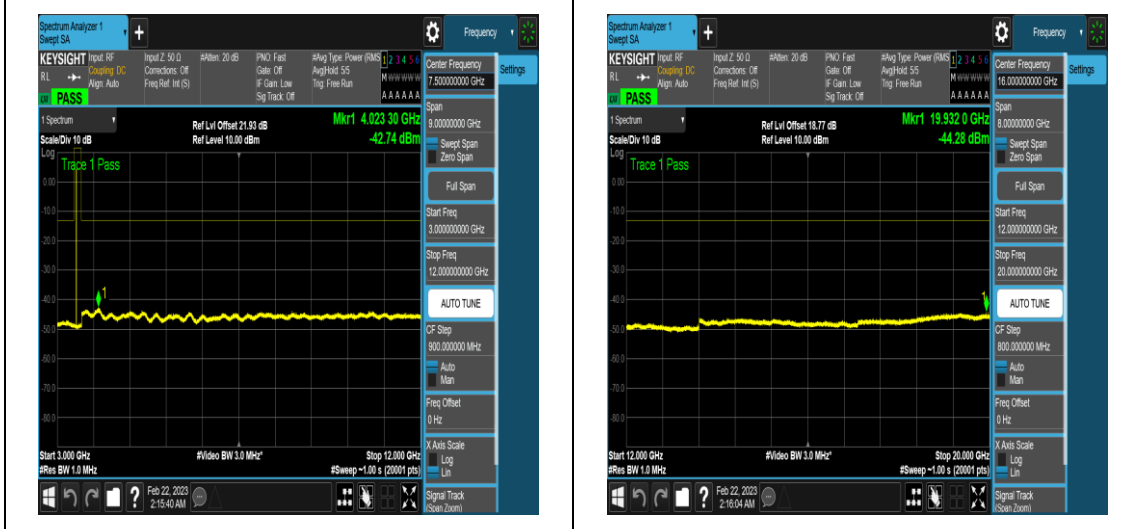 Spectrum Analyzer 1
Swept SA
+
Frequency
KEYSIGHT
RL
Input: RF
Coupling: DC
Align: Auto
Input Z: 50 Ω
Corrections: Off
Freq Ref: Int (S)
#Atten: 20 dB
PNO: Fast
Gate: Off
IF Gain: Low
Sig Track: Off
#Avg Type: Power (RMS
Avg|Hold: 5/5
Trig: Free Run
1 2 3 4 5 6
M W W W W W
A A A A A A
PASS
Center Frequency
7.500000000 GHz
Settings
Span
9.00000000 GHz
Swept Span
Zero Span
Full Span
Start Freq
3.000000000 GHz
Stop Freq
12.000000000 GHz
AUTO TUNE
CF Step
900.000000 MHz
Auto
Man
Freq Offset
0 Hz
X Axis Scale
Log
Lin
Signal Track
(Span Zoom)
1 Spectrum
Scale/Div 10 dB
Ref Lvl Offset 21.93 dB
Ref Level 10.00 dBm
Mkr1 4.023 30 GHz
-42.74 dBm
Log
Trace 1 Pass
0.00
-10.0
-20.0
-30.0
-40.0
-50.0
-60.0
-70.0
-80.0
1
Start 3.000 GHz
#Res BW 1.0 MHz
#Video BW 3.0 MHz*
Stop 12.000 GHz
#Sweep ~1.00 s (20001 pts)
?
Feb 22, 2023
2:15:40 AM
Spectrum Analyzer 1
Swept SA
+
Frequency
KEYSIGHT
RL
Input: RF
Coupling: DC
Align: Auto
Input Z: 50 Ω
Corrections: Off
Freq Ref: Int (S)
#Atten: 20 dB
PNO: Fast
Gate: Off
IF Gain: Low
Sig Track: Off
#Avg Type: Power (RMS
Avg|Hold: 5/5
Trig: Free Run
1 2 3 4 5 6
M W W W W W
A A A A A A
PASS
Center Frequency
16.000000000 GHz
Settings
Span
8.00000000 GHz
Swept Span
Zero Span
Full Span
Start Freq
12.000000000 GHz
Stop Freq
20.000000000 GHz
AUTO TUNE
CF Step
800.000000 MHz
Auto
Man
Freq Offset
0 Hz
X Axis Scale
Log
Lin
Signal Track
(Span Zoom)
1 Spectrum
Scale/Div 10 dB
Ref Lvl Offset 18.77 dB
Ref Level 10.00 dBm
Mkr1 19.932 0 GHz
-44.28 dBm
Log
Trace 1 Pass
0.00
-10.0
-20.0
-30.0
-40.0
-50.0
-60.0
-70.0
-80.0
1
Start 12.000 GHz
#Res BW 1.0 MHz
#Video BW 3.0 MHz*
Stop 20.000 GHz
#Sweep ~1.00 s (20001 pts)
?
Feb 22, 2023
2:16:04 AM